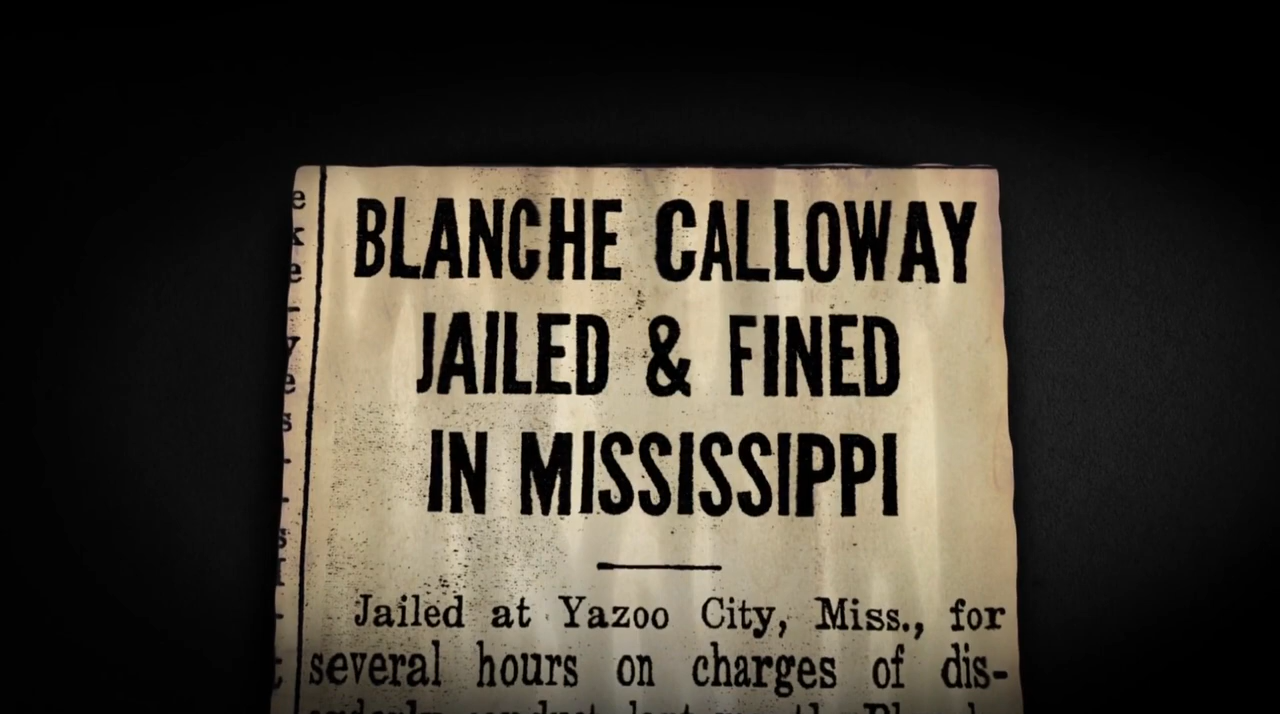 BLANCHE CALLOWAY
JAILED & FINED
IN MISSISSIPPI
Jailed at Yazoo City, Miss., for
several hours on charges of dis-